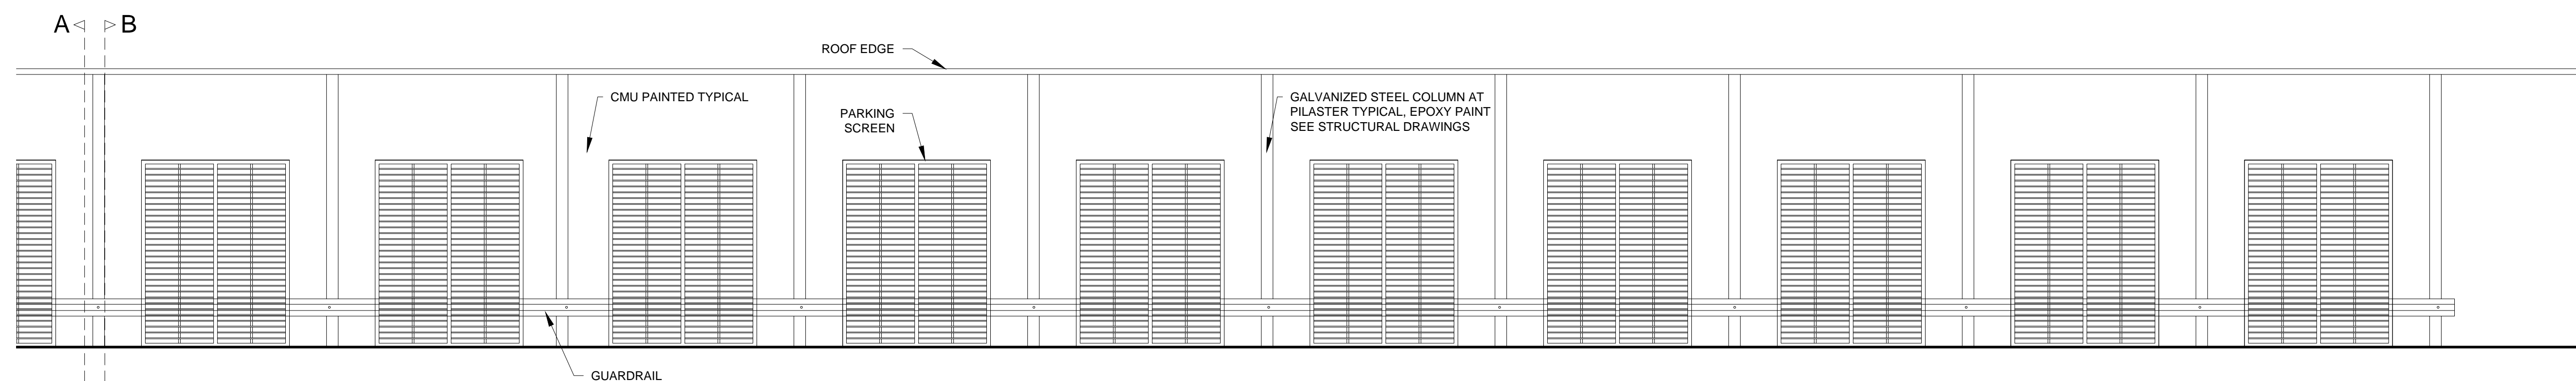 A B
ROOF EDGE
CMU PAINTED TYPICAL
PARKING
SCREEN
GALVANIZED STEEL COLUMN AT
PILASTER TYPICAL, EPOXY PAINT
SEE STRUCTURAL DRAWINGS
GUARDRAIL